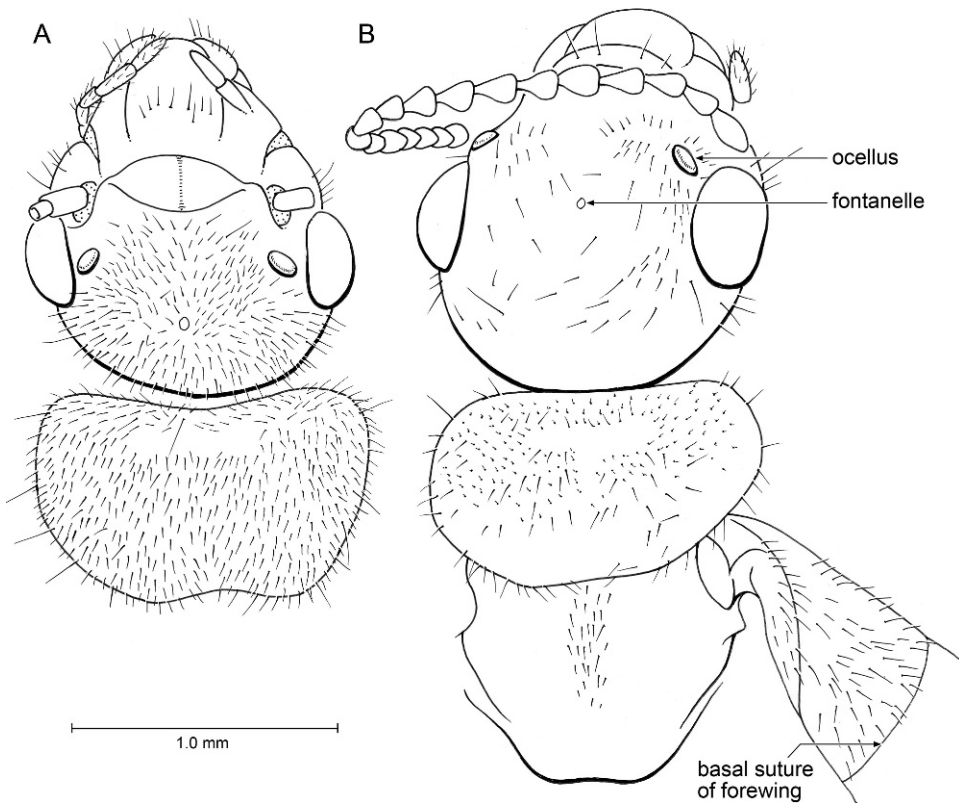 A
B
ocellus
fontanelle
1.0 mm
basal suture
of forewing